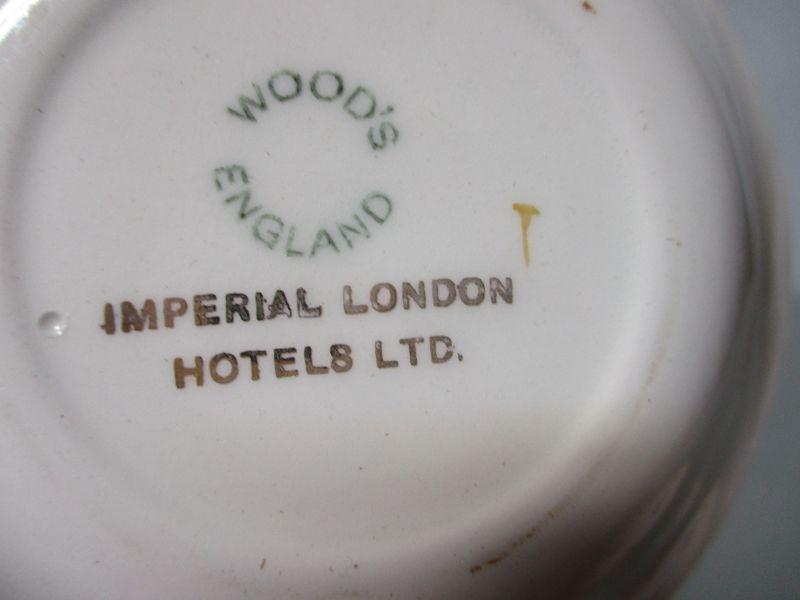 WOOD'S
ENGLAND
IMPERIAL LONDON
HOTELS LTD.